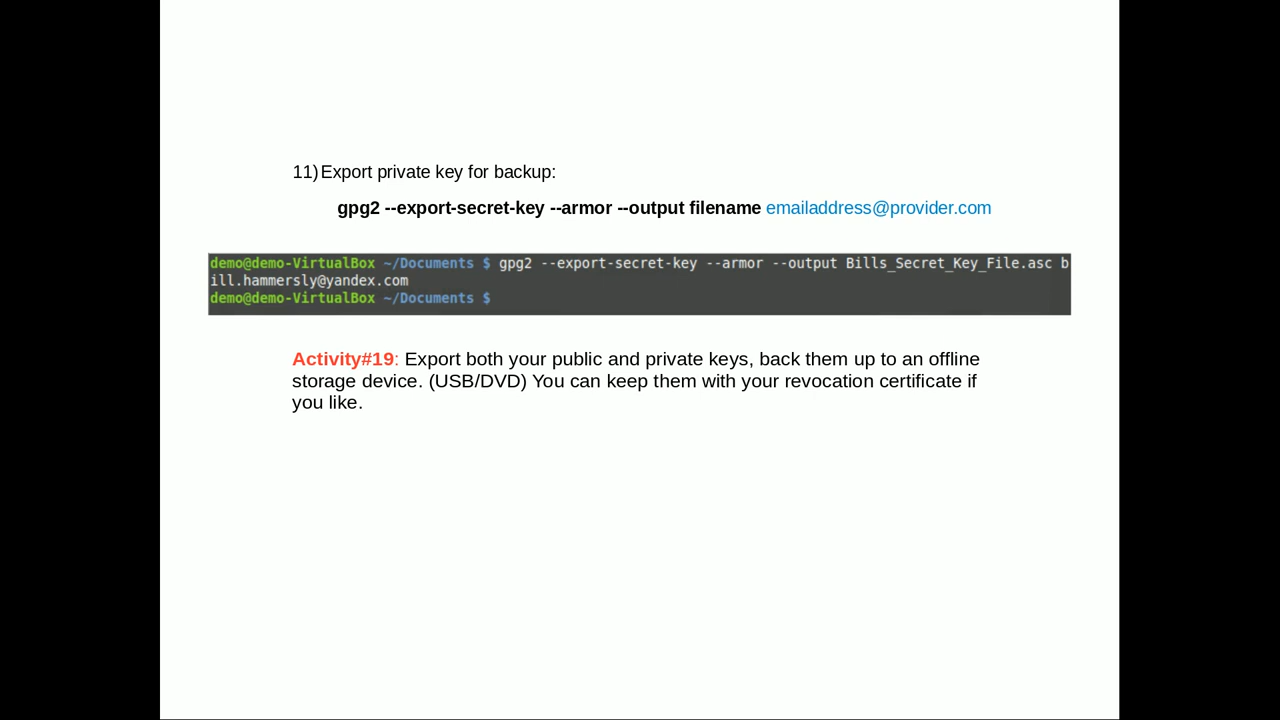 11) Export private key for backup:
gpg2 --export-secret-key --armor --output filename emailaddress@provider.com
demo@demo-VirtualBox ~/Documents $ gpg2 --export-secret-key --armor --output Bills_Secret_Key_File.asc b
ill.hammersly@yandex.com
demo@demo-VirtualBox ~/Documents $
Activity#19: Export both your public and private keys, back them up to an offline
storage device. (USB/DVD) You can keep them with your revocation certificate if
you like.